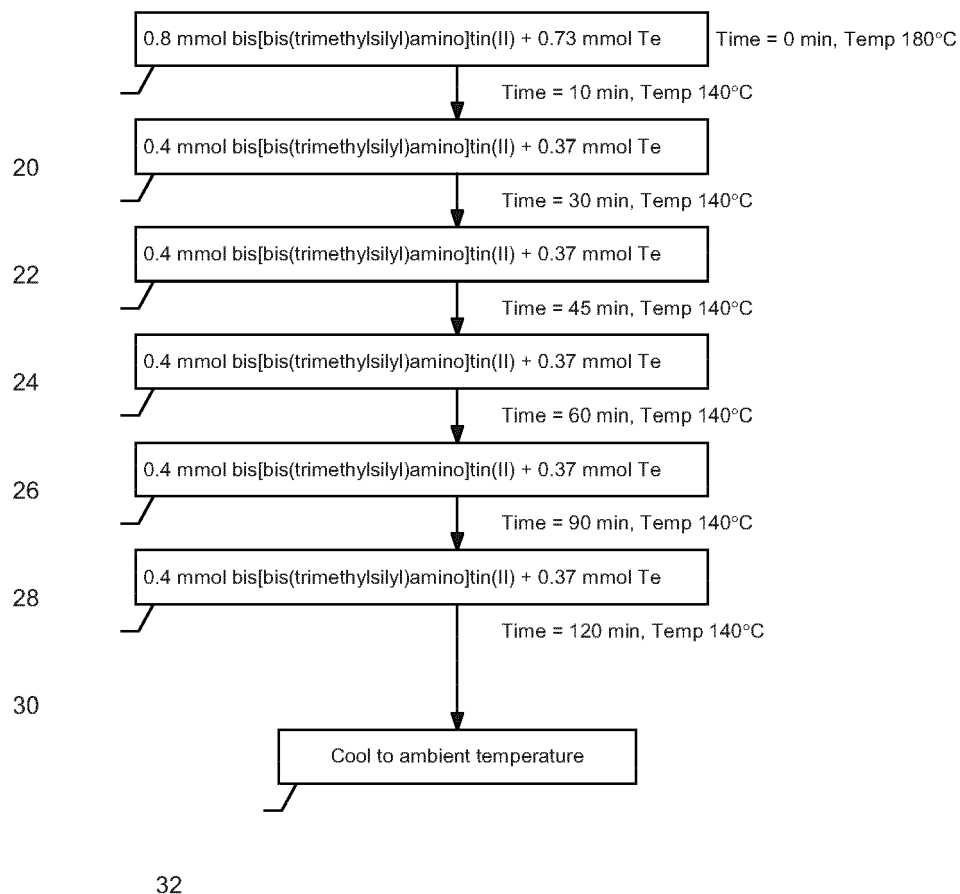 0.8 mmol bis[bis(trimethylsilyl)amino]tin(II) + 0.73 mmol Te
Time = 0 min, Temp 180°C
Time = 10 min, Temp 140°C
20
0.4 mmol bis[bis(trimethylsilyl)amino]tin(II) + 0.37 mmol Te
Time = 30 min, Temp 140°C
22
0.4 mmol bis[bis(trimethylsilyl)amino]tin(II) + 0.37 mmol Te
Time = 45 min, Temp 140°C
24
0.4 mmol bis[bis(trimethylsilyl)amino]tin(II) + 0.37 mmol Te
Time = 60 min, Temp 140°C
26
0.4 mmol bis[bis(trimethylsilyl)amino]tin(II) + 0.37 mmol Te
Time = 90 min, Temp 140°C
28
0.4 mmol bis[bis(trimethylsilyl)amino]tin(II) + 0.37 mmol Te
Time = 120 min, Temp 140°C
30
Cool to ambient temperature
32